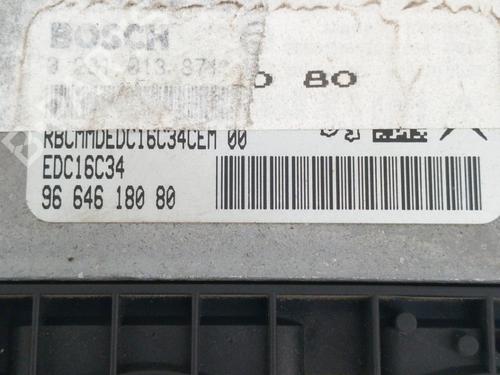 BOSCH
80
RBCMMDEDC16C34CEM 00
EDC16C34
96 646 180 80